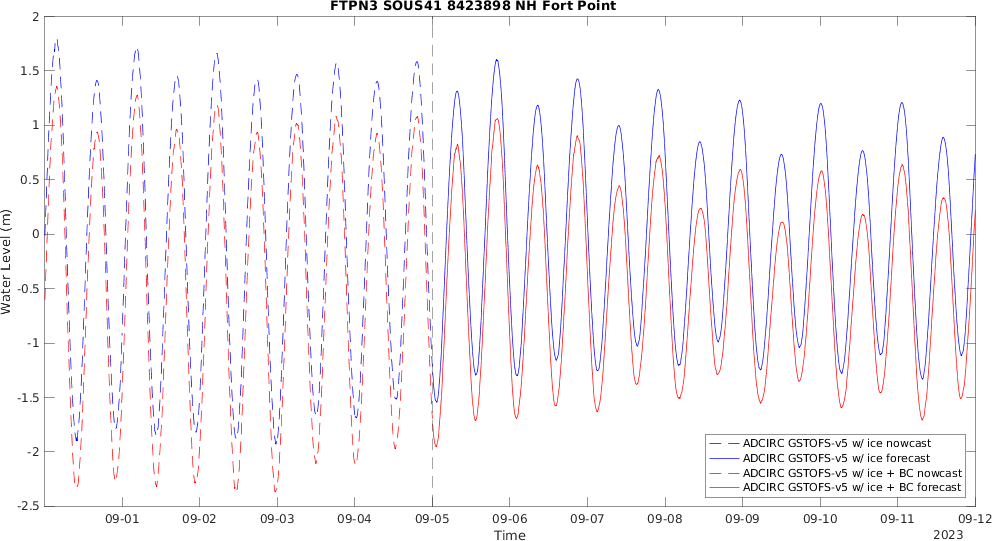 FTPN3 SOUS41 8423898 NH Fort Point
2
1.5
1
0.5
0
-0.5
-1
-1.5
-2
-2.5
Water Level (m)
ADCIRC GSTOFS-v5 w/ ice nowcast
ADCIRC GSTOFS-v5 w/ ice forecast
ADCIRC GSTOFS-v5 w/ ice + BC nowcast
ADCIRC GSTOFS-v5 w/ ice + BC forecast
09-01 09-02 09-03 09-04 09-05 09-06 09-07 09-08 09-09 09-10 09-11 09-12
Time
2023